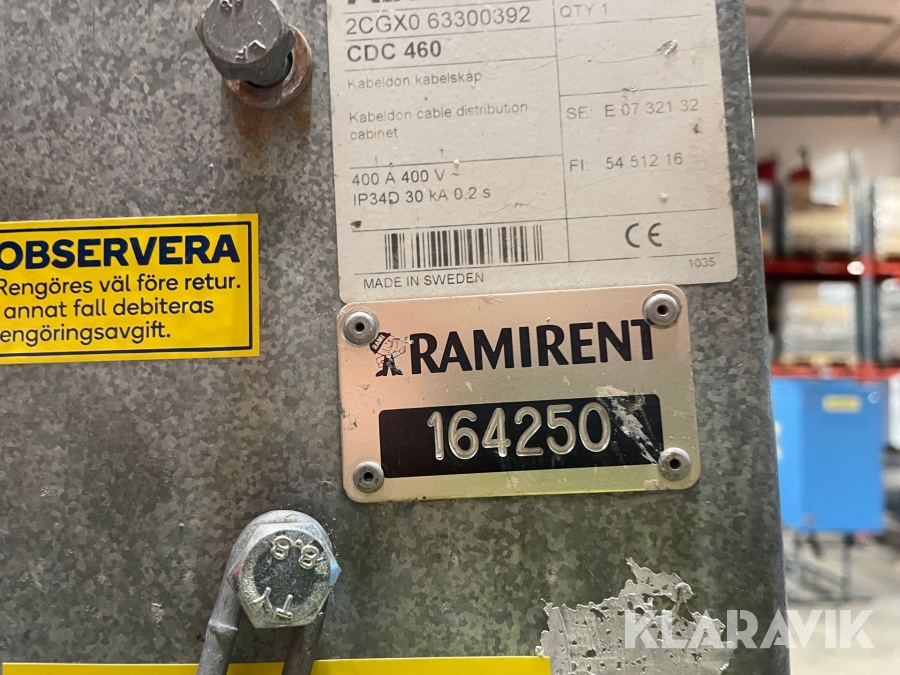 2CGX0 63300392
QTY 1
CDC 460
Kabeldon kabelskåp
Kabeldon cable distribution
cabinet
SE: E 07 321 32
FI: 54 512 16
400 A 400 V ~
IP34D 30 kA 0,2 s
CE
MADE IN SWEDEN
1035
OBSERVERA
Rengöres väl före retur.
annat fall debiteras
engöringsavgift.
RAMIRENT
164250
8.8
KLARAVIK